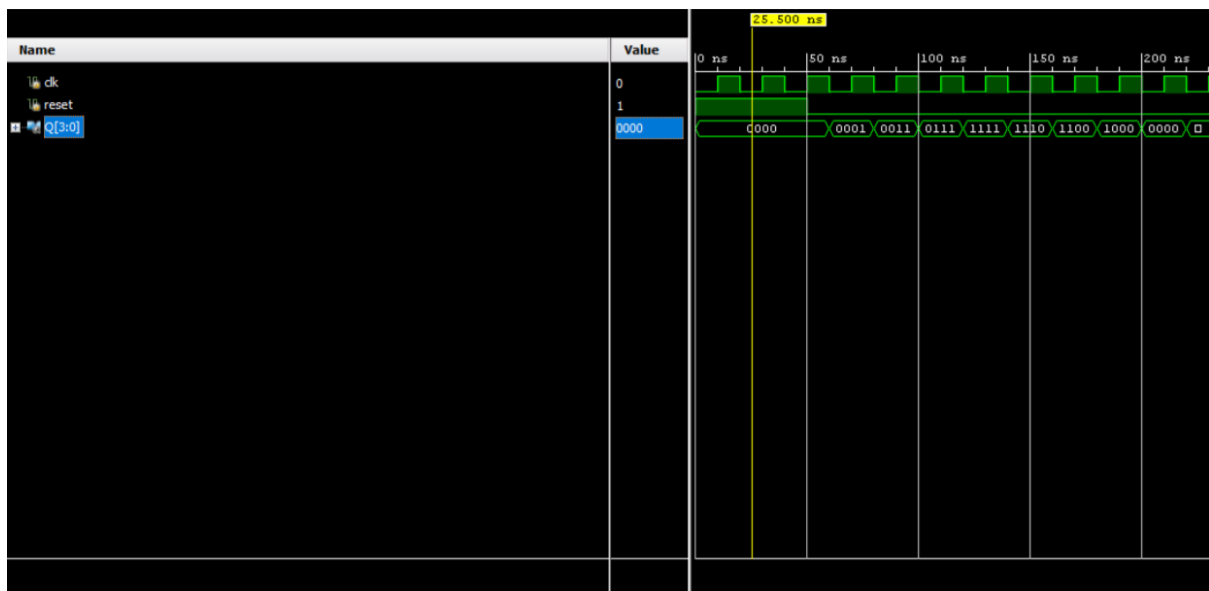 25.500 ns
Name Value
0 ns 50 ns 100 ns 150 ns 200 ns
clk 0
reset 1
Q[3:0] 0000 0000 0001 0011 0111 1111 1110 1100 1000 0000